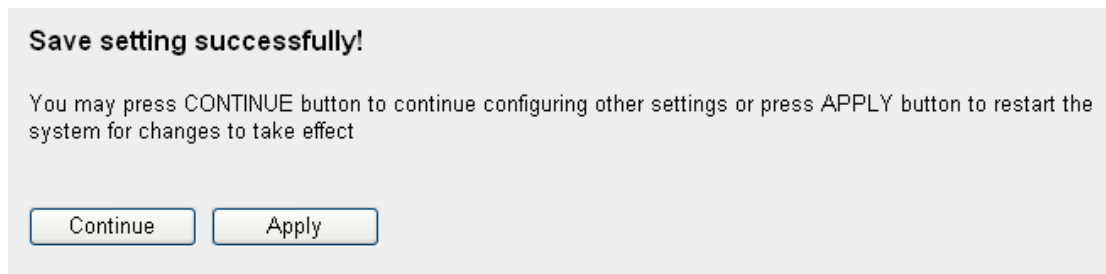 Save setting successfully!
You may press CONTINUE button to continue configuring other settings or press APPLY button to restart the
system for changes to take effect
Continue
Apply